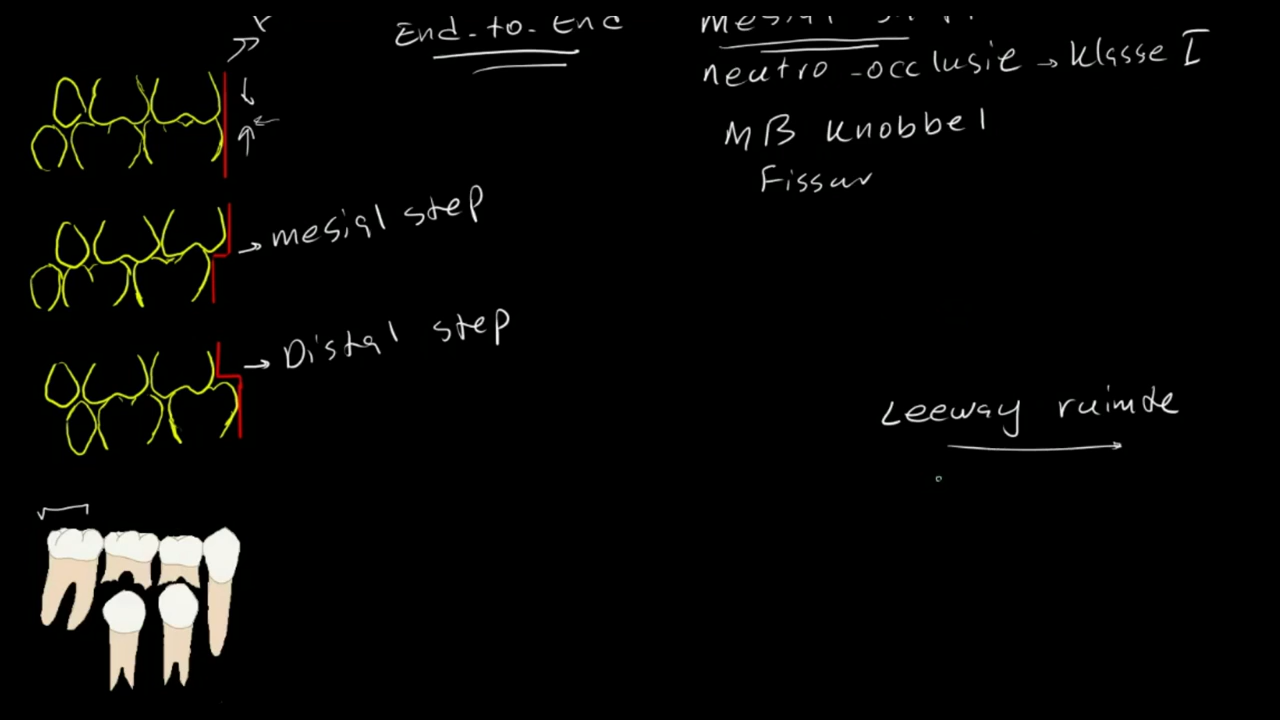 End-to-End
neutro-occlusie → Klasse I
MB Knobbel
Fissur
→ mesial step
→ Distal step
Leeway ruimte